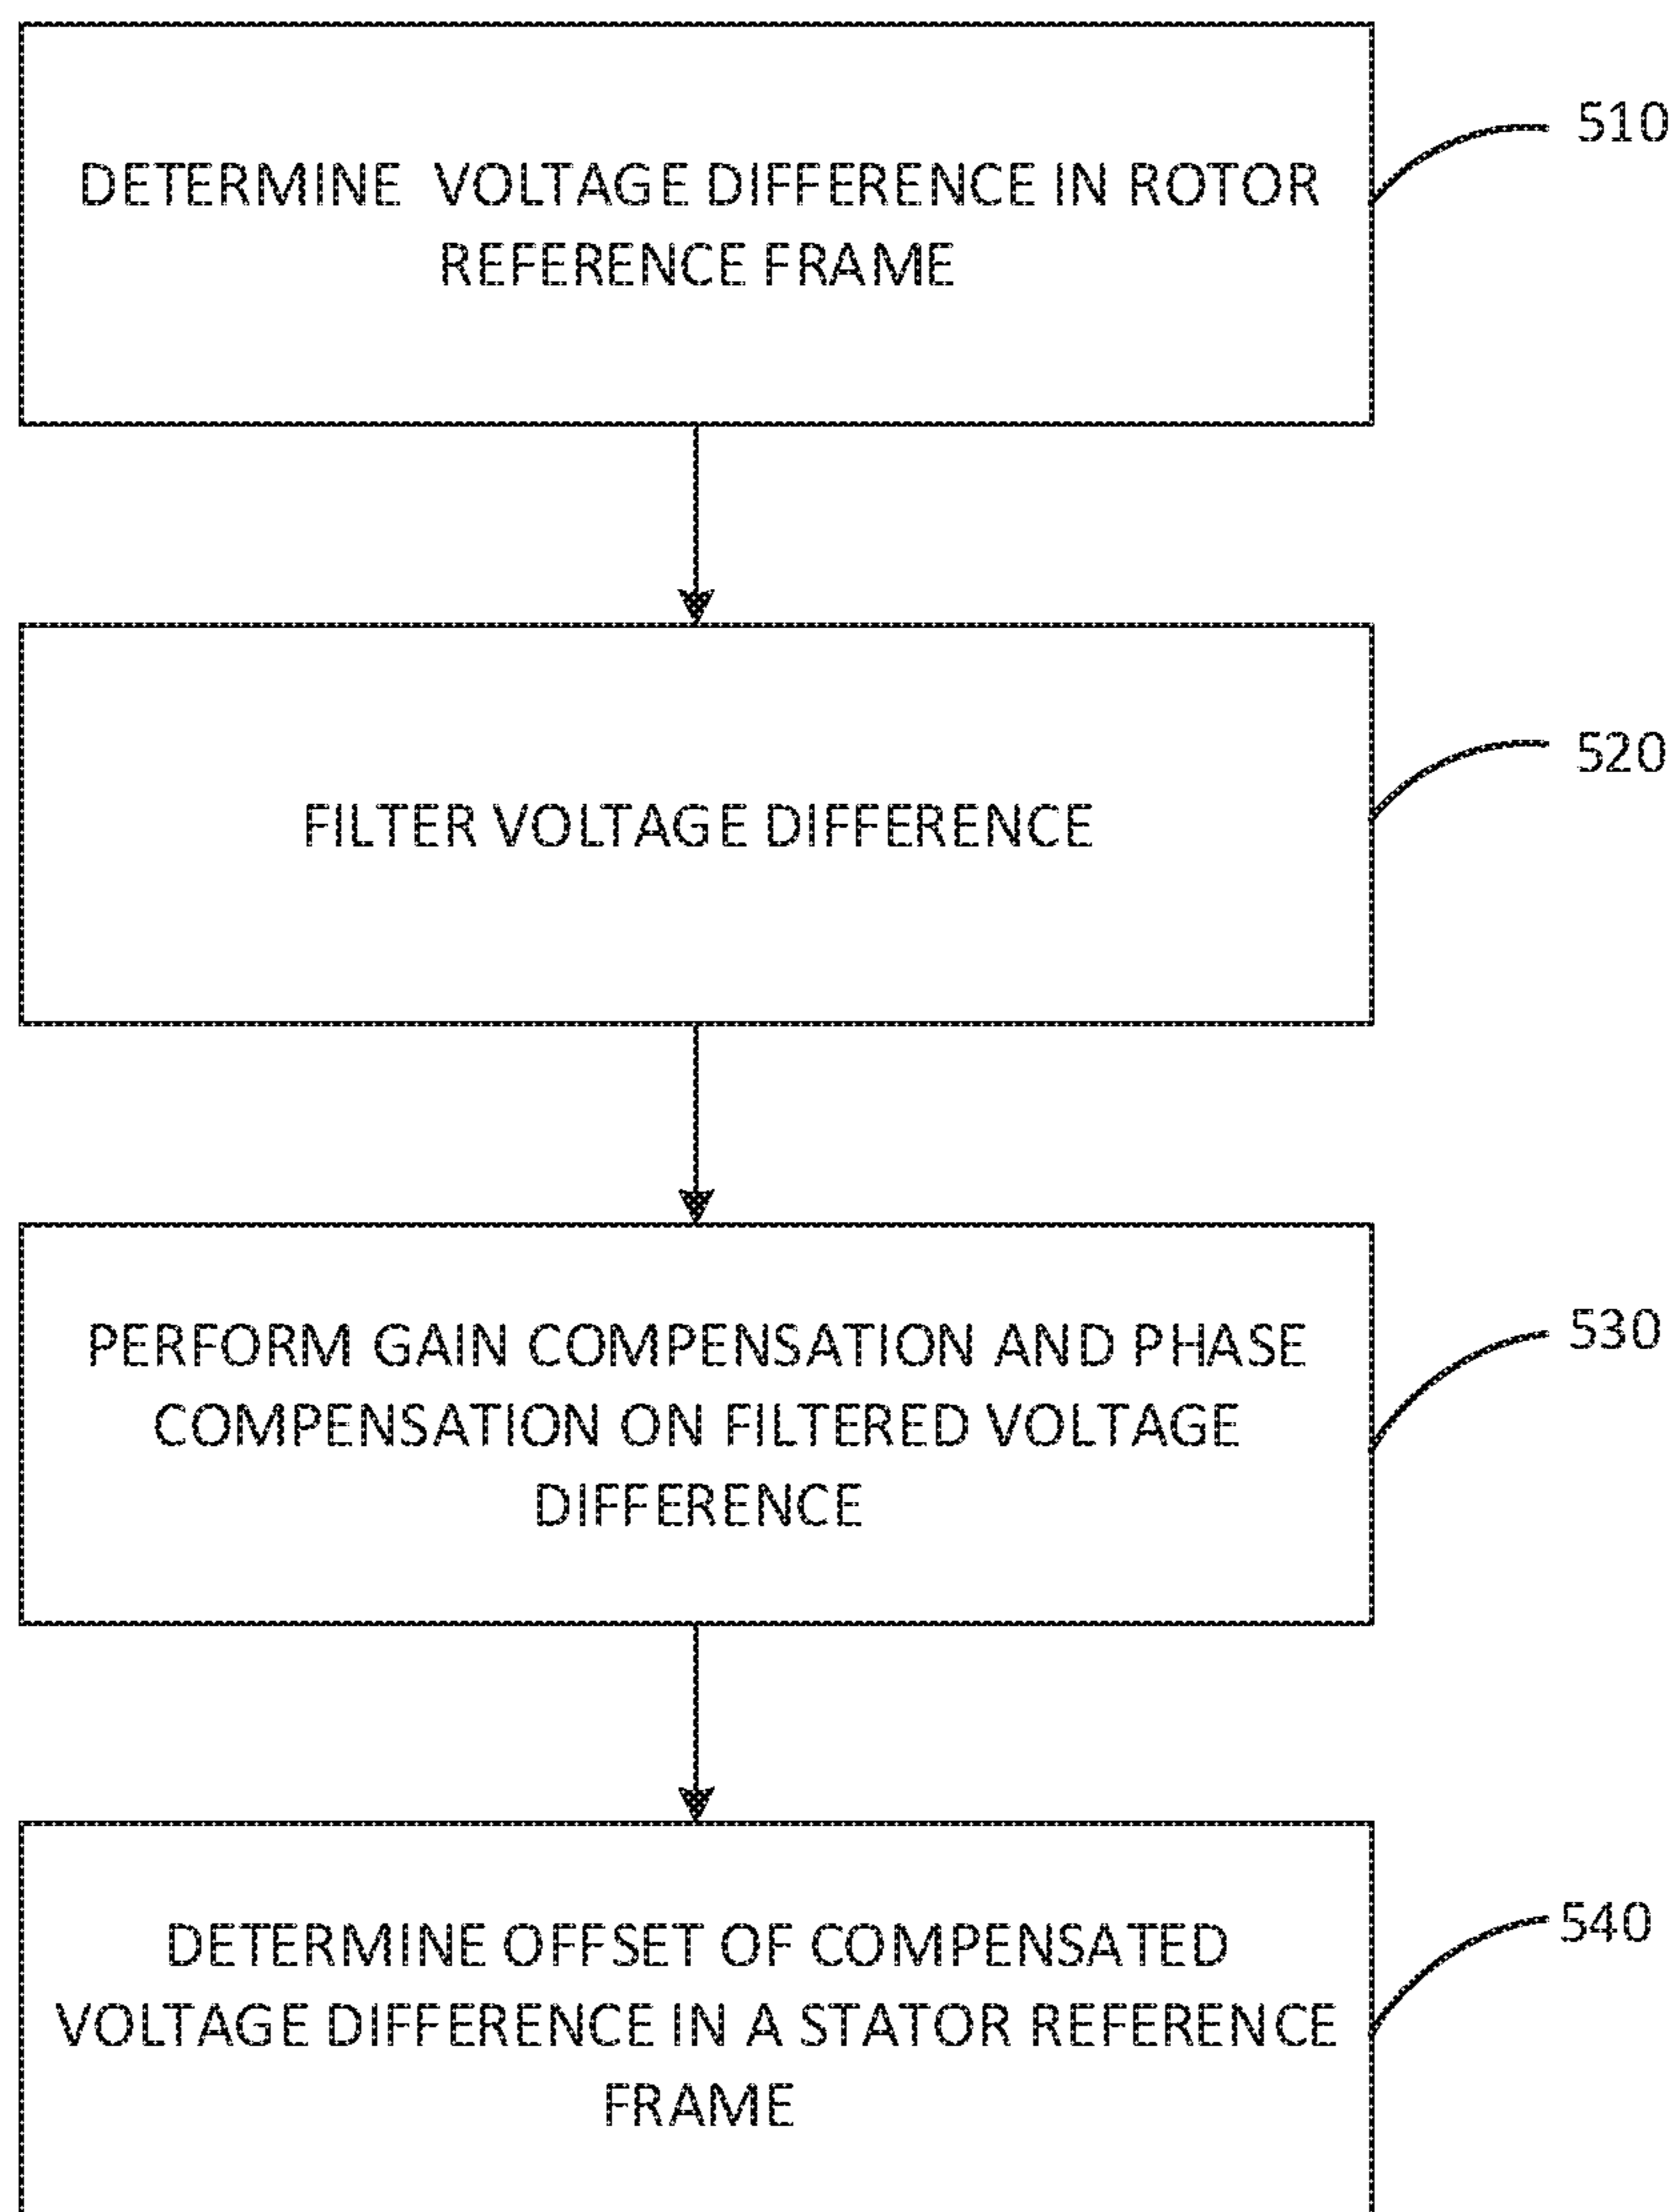 510
DETERMINE VOLTAGE DIFFERENCE IN ROTOR
REFERENCE FRAME
520
FILTER VOLTAGE DIFFERENCE
530
PERFORM GAIN COMPENSATION AND PHASE
COMPENSATION ON FILTERED VOLTAGE
DIFFERENCE
540
DETERMINE OFFSET OF COMPENSATED
VOLTAGE DIFFERENCE IN A STATOR REFERENCE
FRAME